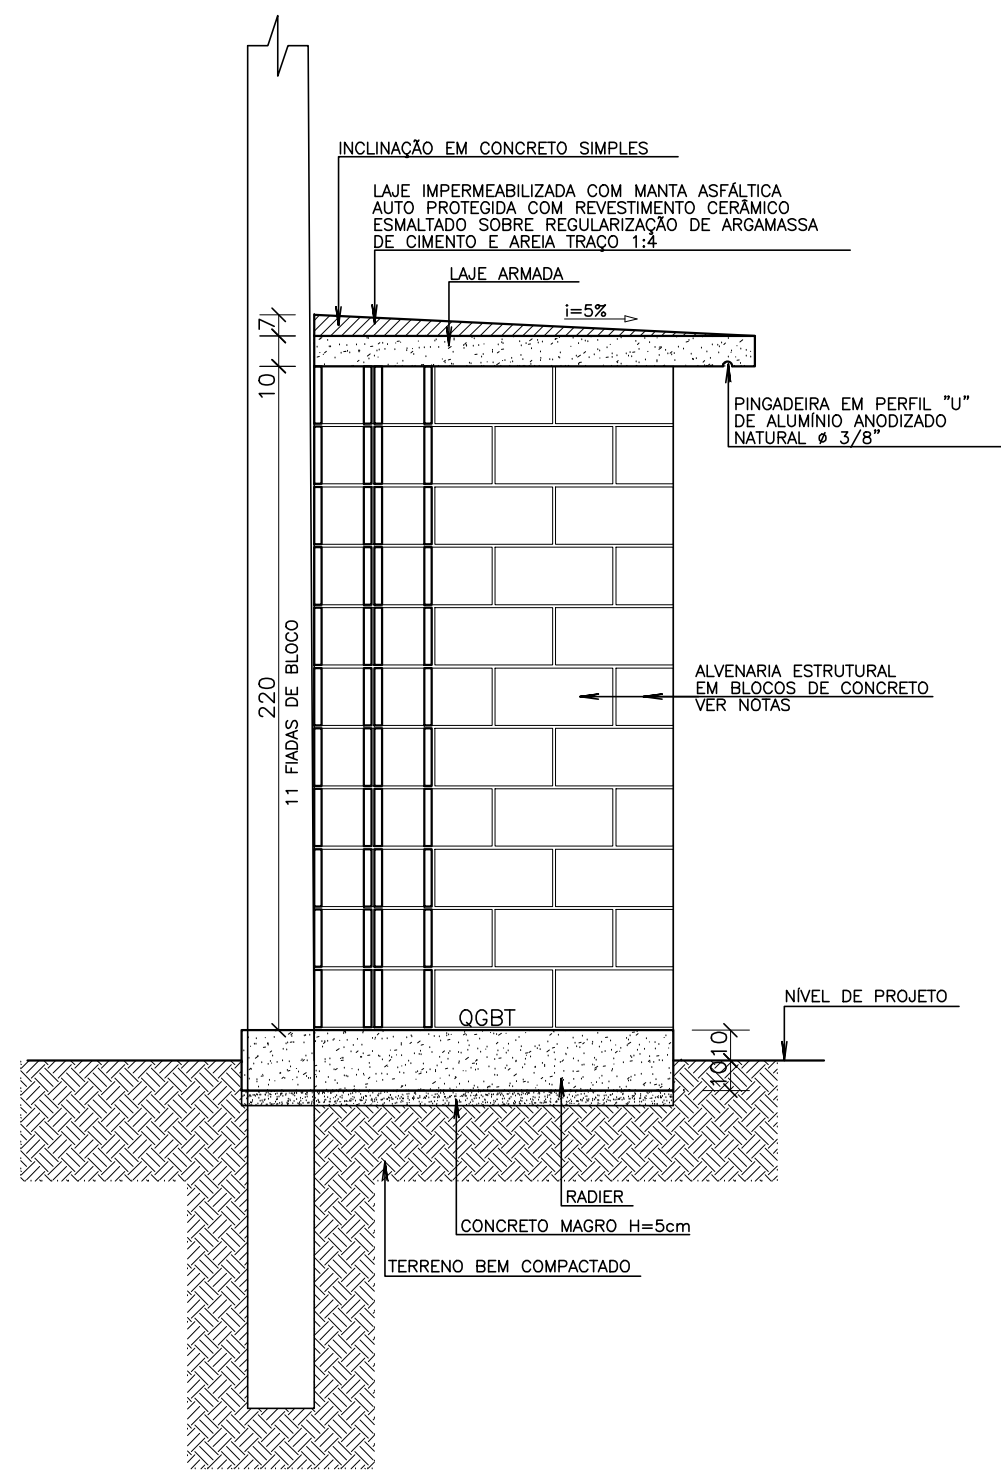 INCLINAÇÃO EM CONCRETO SIMPLES
LAJE IMPERMEABILIZADA COM MANTA ASFÁLTICA
AUTO PROTEGIDA COM REVESTIMENTO CERÂMICO
ESMALTADO SOBRE REGULARIZAÇÃO DE ARGAMASSA
DE CIMENTO E AREIA TRAÇO 1:4
LAJE ARMADA
i=5%
7
10
PINGADEIRA EM PERFIL "U"
DE ALUMÍNIO ANODIZADO
NATURAL ø 3/8"
220
11 FIADAS DE BLOCO
ALVENARIA ESTRUTURAL
EM BLOCOS DE CONCRETO
VER NOTAS
QGBT
NÍVEL DE PROJETO
10
10
RADIER
CONCRETO MAGRO H=5cm
TERRENO BEM COMPACTADO